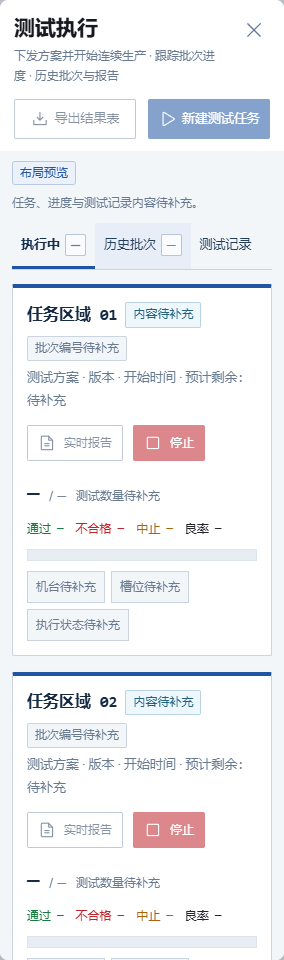 测试执行
下发方案并开始连续生产 · 跟踪批次进
度 · 历史批次与报告
导出结果表
新建测试任务
布局预览
任务、进度与测试记录内容待补充。
执行中 — 历史批次 — 测试记录
任务区域 01 内容待补充
批次编号待补充
测试方案 · 版本 · 开始时间 · 预计剩余:
待补充
实时报告 停止
— / — 测试数量待补充
通过 — 不合格 — 中止 — 良率 —
机台待补充 槽位待补充
执行状态待补充
任务区域 02 内容待补充
批次编号待补充
测试方案 · 版本 · 开始时间 · 预计剩余:
待补充
实时报告 停止
— / — 测试数量待补充
通过 — 不合格 — 中止 — 良率 —